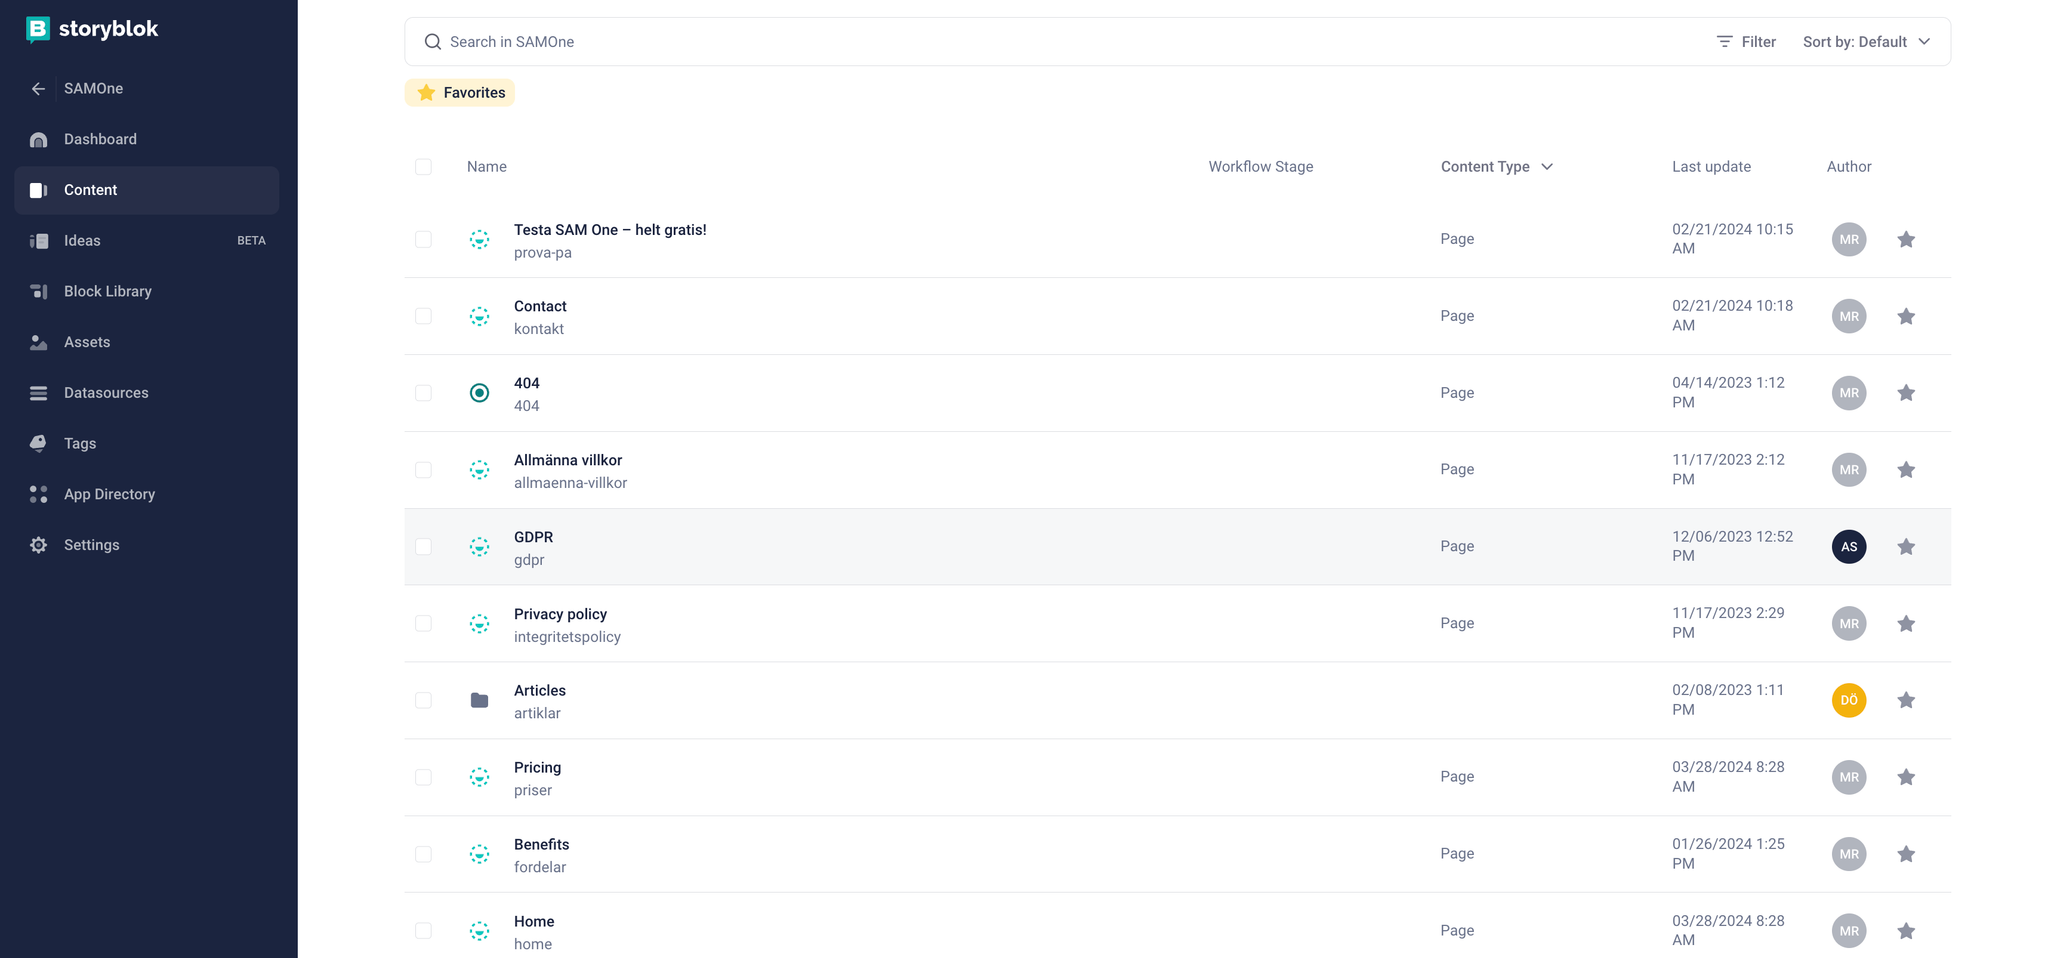 storyblok
SAMOne
Dashboard
Content
Ideas BETA
Block Library
Assets
Datasources
Tags
App Directory
Settings
Search in SAMOne Filter Sort by: Default
Favorites
Name Workflow Stage Content Type Last update Author
Testa SAM One – helt gratis!
prova-pa
Page
02/21/2024 10:15
AM
MR
Contact
kontakt
Page
02/21/2024 10:18
AM
MR
404
404
Page
04/14/2023 1:12
PM
MR
Allmänna villkor
allmaenna-villkor
Page
11/17/2023 2:12
PM
MR
GDPR
gdpr
Page
12/06/2023 12:52
PM
AS
Privacy policy
integritetspolicy
Page
11/17/2023 2:29
PM
MR
Articles
artiklar
02/08/2023 1:11
PM
DÖ
Pricing
priser
Page
03/28/2024 8:28
AM
MR
Benefits
fordelar
Page
01/26/2024 1:25
PM
MR
Home
home
Page
03/28/2024 8:28
AM
MR